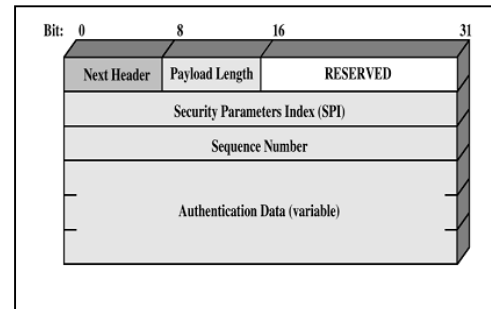 Bit: 0 8 16 31
Next Header Payload Length RESERVED
Security Parameters Index (SPI)
Sequence Number
Authentication Data (variable)